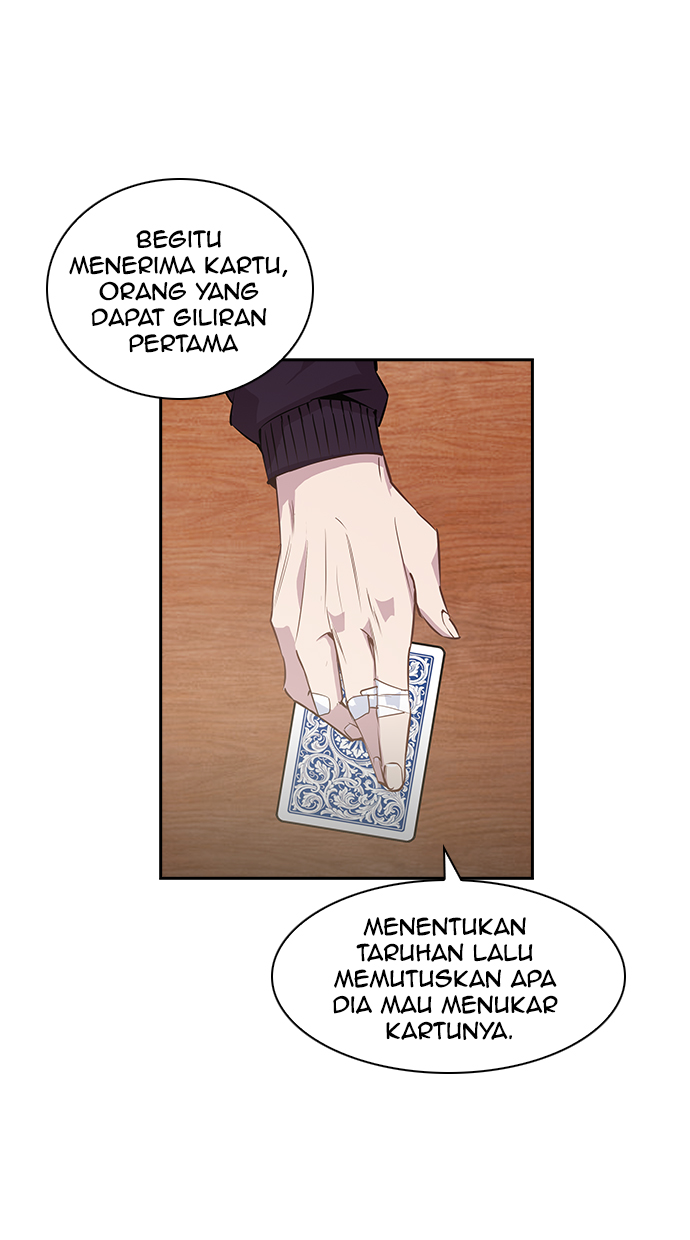 BEGITU
MENERIMA KARTU,
ORANG YANG
DAPAT GILIRAN
PERTAMA
MENENTUKAN
TARUHAN LALU
MEMUTUSKAN APA
DIA MAU MENUKAR
KARTUNYA.